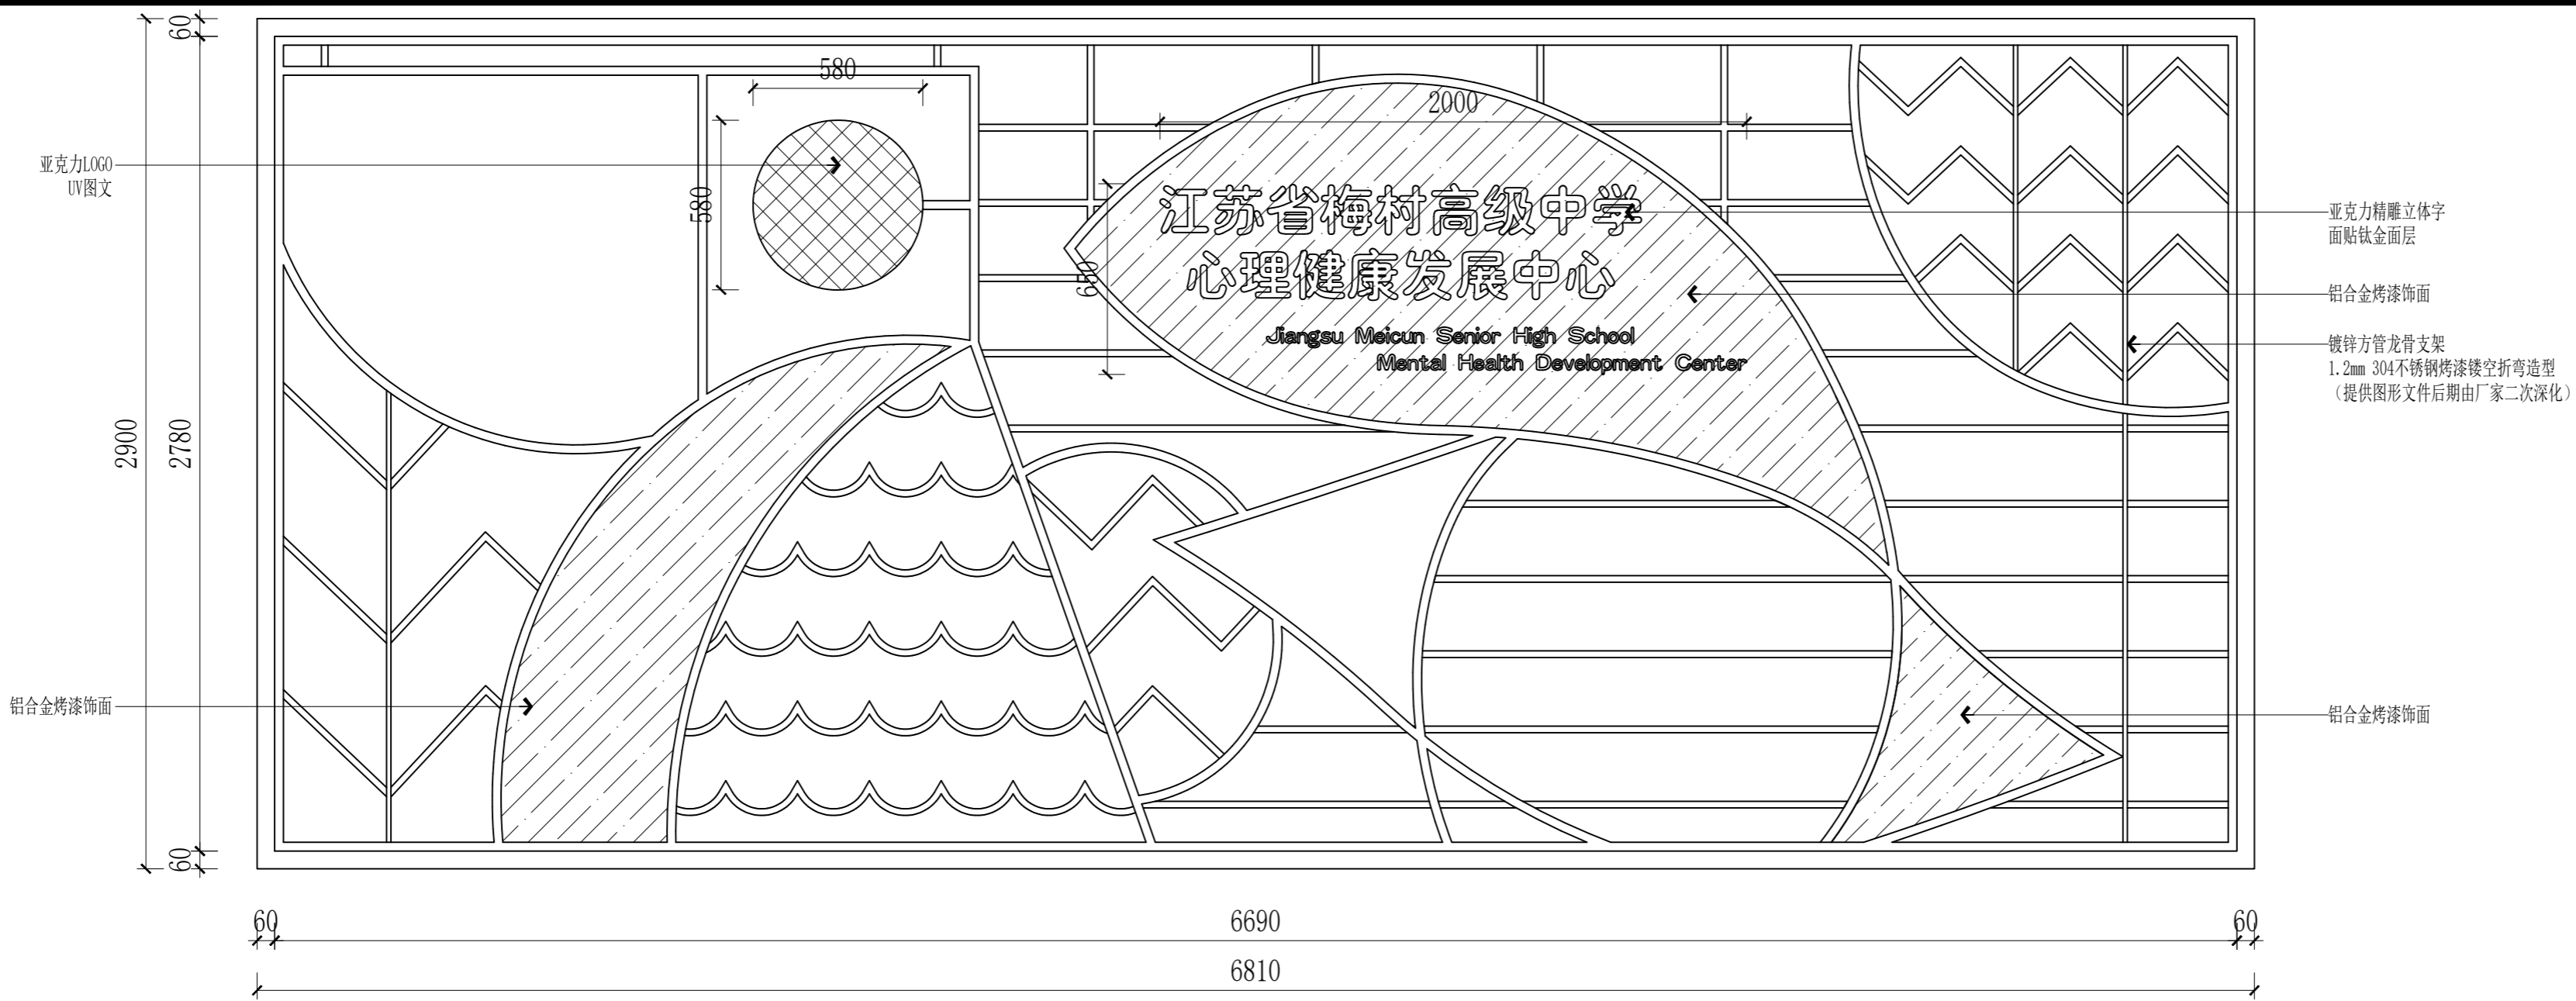 60
580
2000
亚克力LOGO
UV图文
580
江苏省梅村高级中学
心理健康发展中心
650
Jiangsu Meicun Senior High School
Mental Health Development Center
亚克力精雕立体字
面贴钛金面层
铝合金烤漆饰面
镀锌方管龙骨支架
1.2mm 304不锈钢烤漆镂空折弯造型
（提供图形文件后期由厂家二次深化）
2900
2780
铝合金烤漆饰面
铝合金烤漆饰面
60
60
6690
60
6810